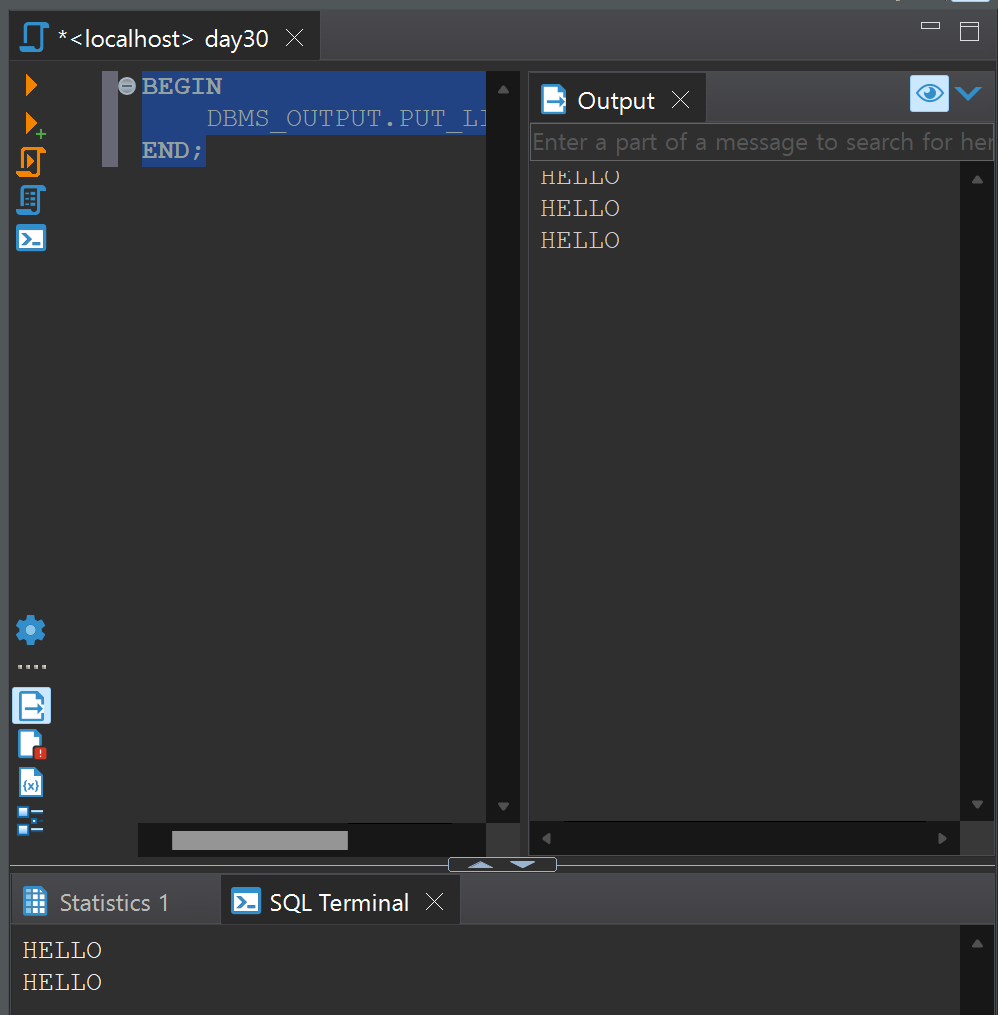 *<localhost> day30
BEGIN
DBMS_OUTPUT.PUT_LI
END;
Output
Enter a part of a message to search for her
HELLO
HELLO
HELLO
Statistics 1
SQL Terminal
HELLO
HELLO